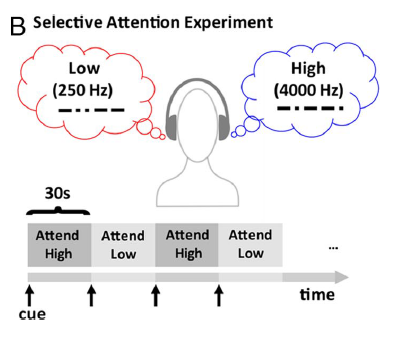 B Selective Attention Experiment
Low
(250 Hz)
High
(4000 Hz)
30s
Attend
High
Attend
Low
Attend
High
Attend
Low
...
time
cue